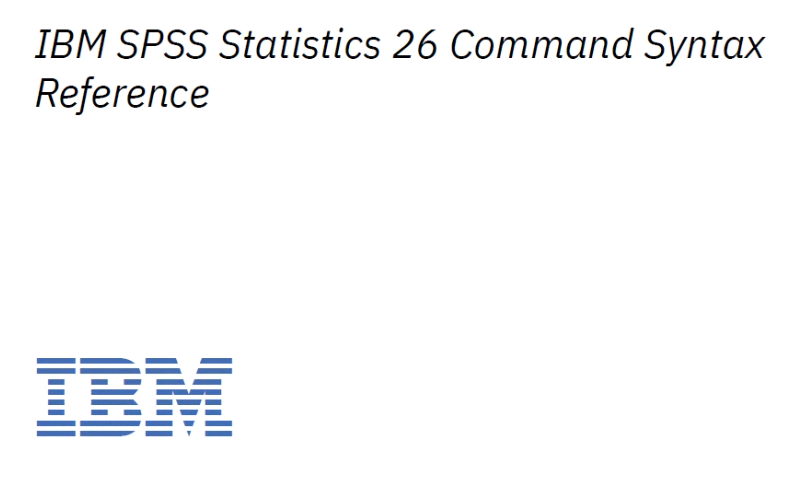 IBM SPSS Statistics 26 Command Syntax
Reference
IBM